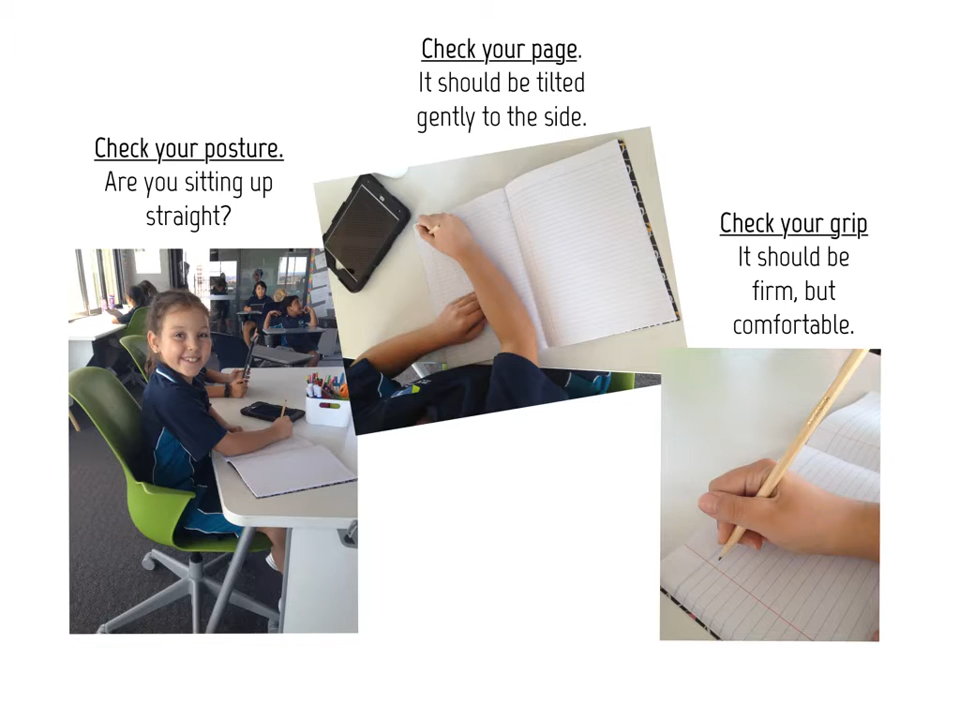 Check your page.
It should be tilted
gently to the side.
Check your posture.
Are you sitting up
straight?
Check your grip
It should be
firm, but
comfortable.